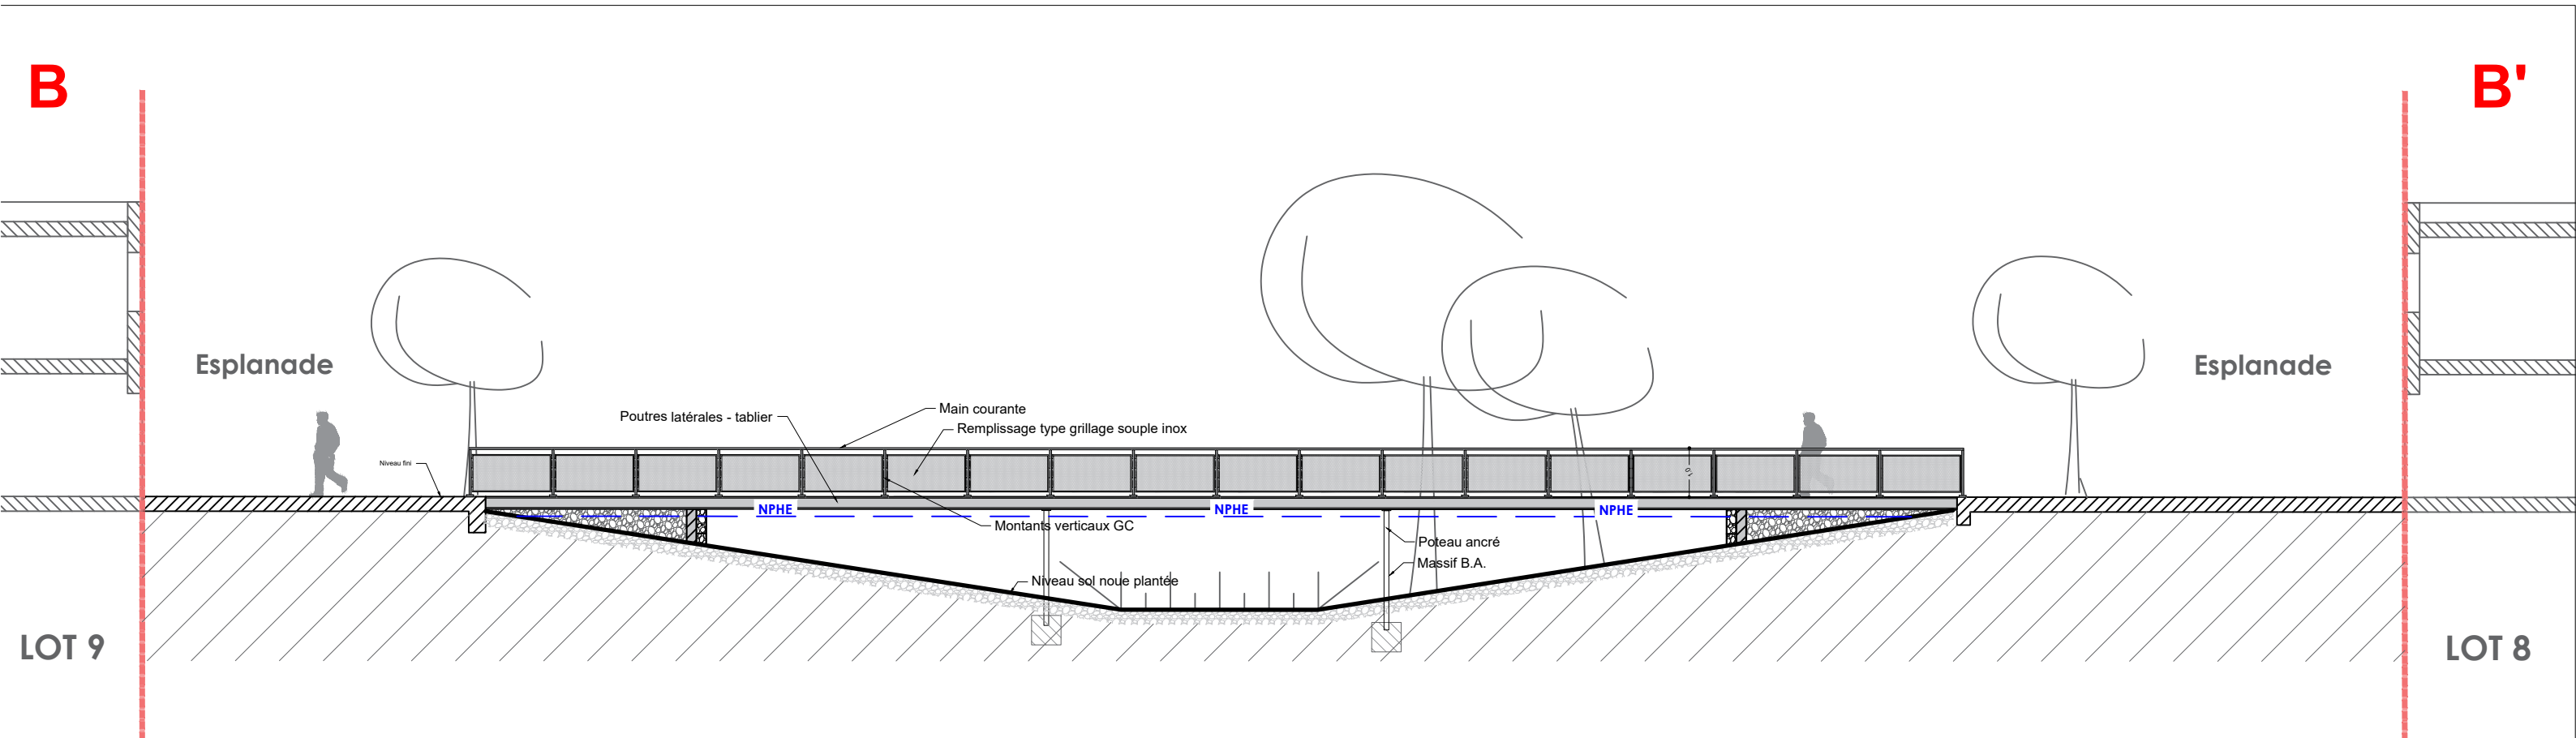 B
B'
Esplanade
Esplanade
Main courante
Poutres latérales - tablier
Remplissage type grillage souple inox
Niveau fini
NPHE
NPHE
NPHE
Montants verticaux GC
Poteau ancré
Massif B.A.
Niveau sol noue plantée
LOT 9
LOT 8